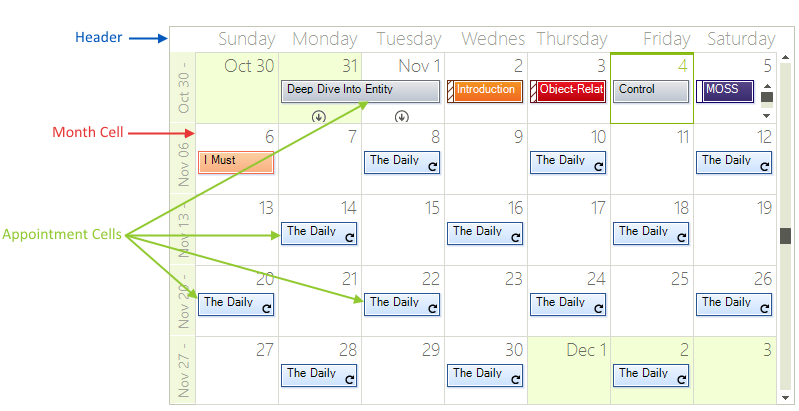 Header
Sunday Monday Tuesday Wednes Thursday Friday Saturday
Oct 30 -
Oct 30 31 Nov 1 2 3 4 5
Deep Dive Into Entity Introduction Object-Relat Control MOSS
Month Cell
Nov 06 -
6 7 8 9 10 11 12
I Must The Daily The Daily The Daily
Appointment Cells
Nov 13 -
13 14 15 16 17 18 19
The Daily The Daily The Daily
Nov 20 -
20 21 22 23 24 25 26
The Daily The Daily The Daily The Daily
Nov 27 -
27 28 29 30 Dec 1 2 3
The Daily The Daily The Daily